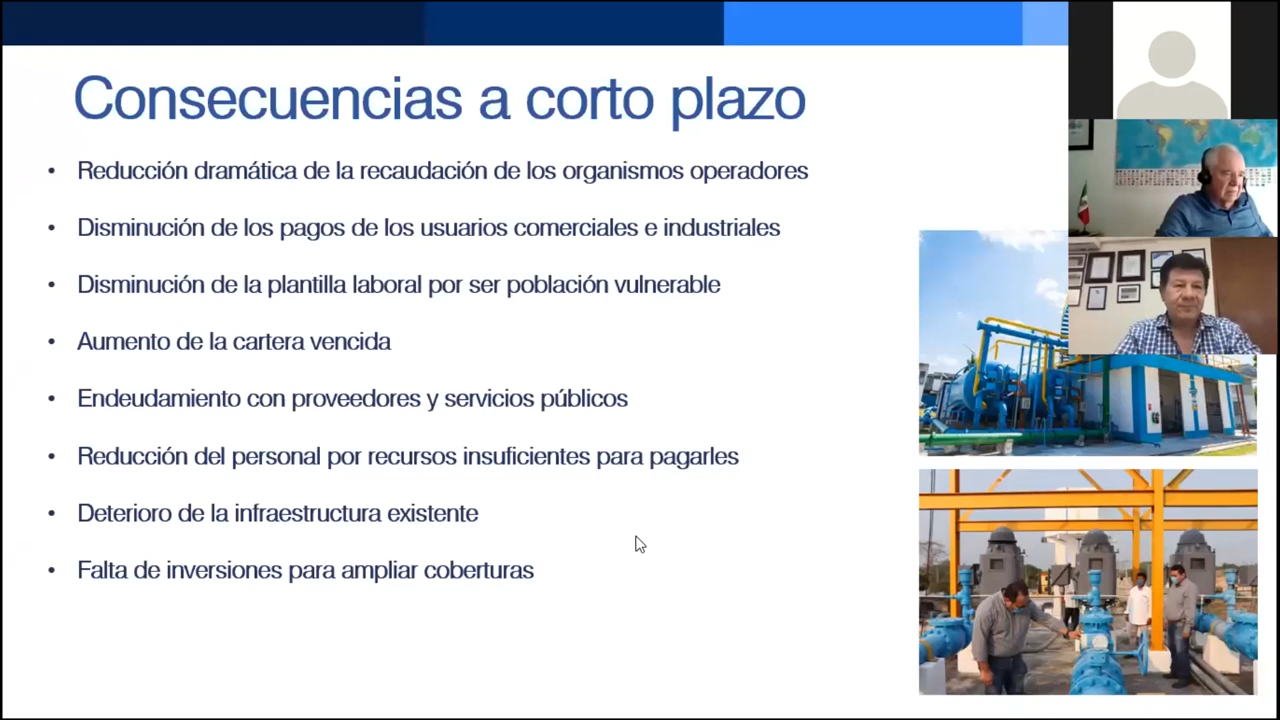 Consecuencias a corto plazo
• Reducción dramática de la recaudación de los organismos operadores
• Disminución de los pagos de los usuarios comerciales e industriales
• Disminución de la plantilla laboral por ser población vulnerable
• Aumento de la cartera vencida
• Endeudamiento con proveedores y servicios públicos
• Reducción del personal por recursos insuficientes para pagarles
• Deterioro de la infraestructura existente
• Falta de inversiones para ampliar coberturas